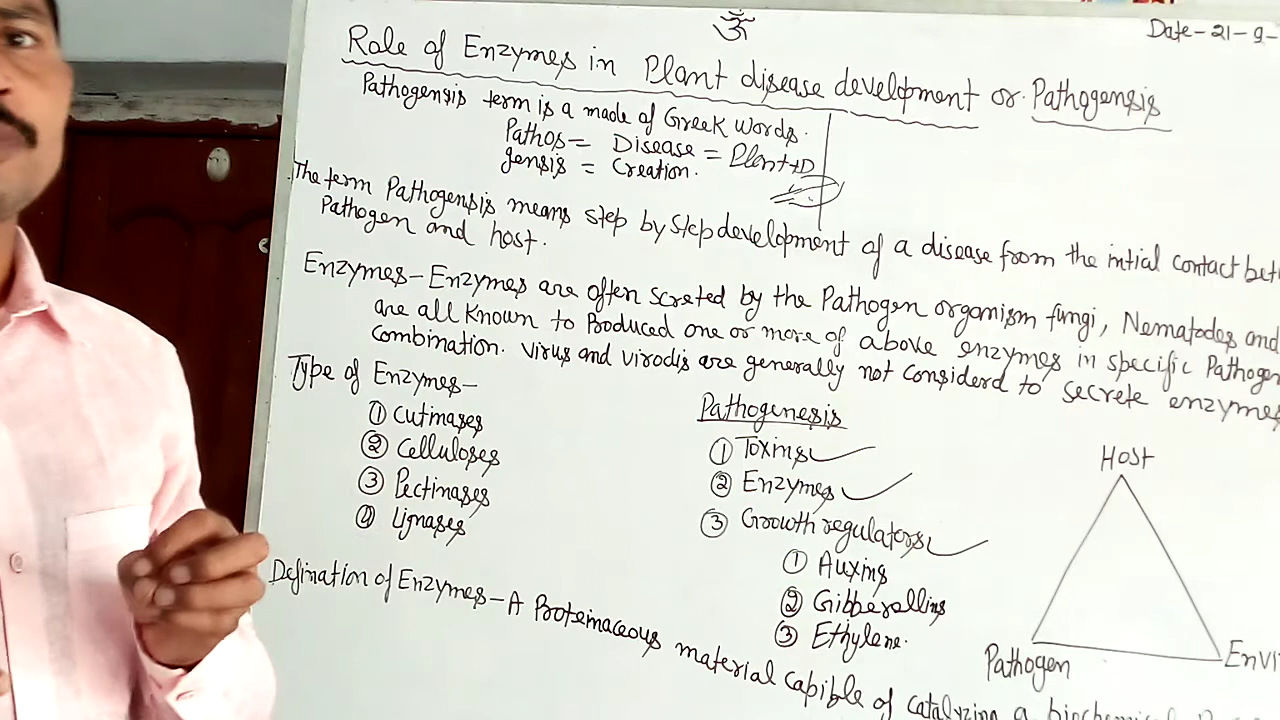 ॐ
Date-21-9-
Role of Enzymes in Plant disease development or Pathogensis
Pathogensis term is a made of Greek words.
Pathos = Disease = Plant+D
gensis = Creation.
The term Pathogensis means step by step development of a disease from the intial contact bet
Pathogen and host.
Enzymes - Enzymes are often screted by the Pathogen organism fungi, Nematodes and
are all known to Produced one or more of above enzymes in specific Pathogen
combination. Virus and virodis are generally not considerd to secrete enzymes
Type of Enzymes-
① Cutinases
② Celluloses
③ Pectinases
④ Lignases
Pathogenesis
① Toxins
② Enzymes
③ Growth regulators
① Auxins
② Gibberallins
③ Ethylene.
Host
Pathogen
Envi
Defination of Enzymes - A Proteinaceous material capible of catalyzing a biochemical